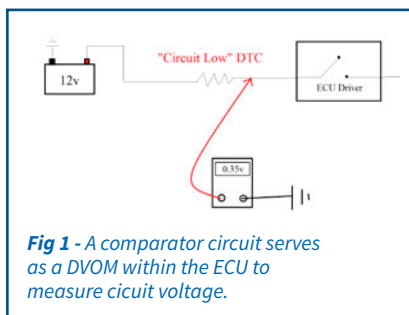 "Circuit Low" DTC
12v
ECU Driver
0.35v
Fig 1 - A comparator circuit serves
as a DVOM within the ECU to
measure cicuit voltage.